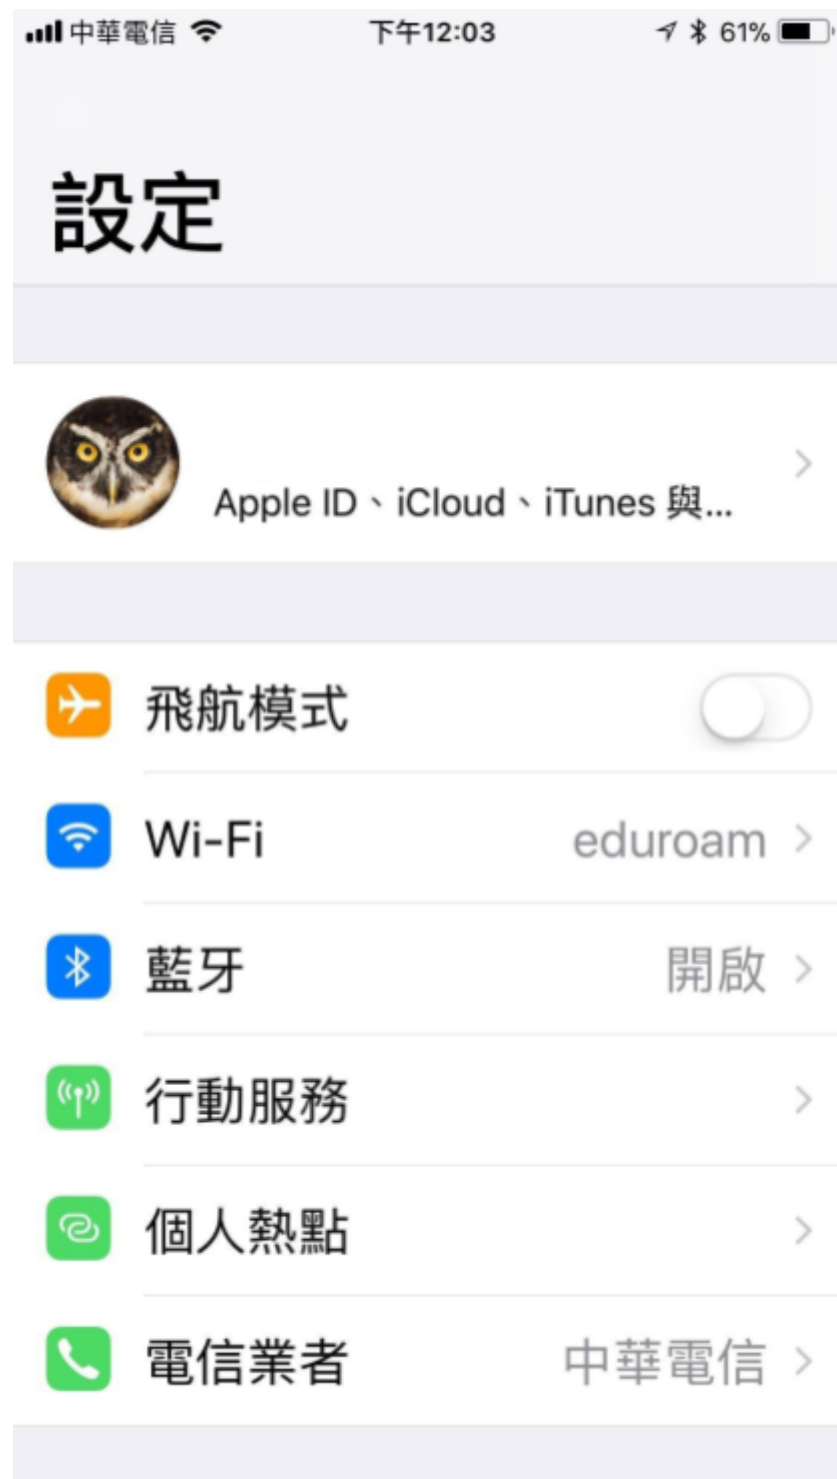 中華電信 下午12:03 61%
設定
Apple ID、iCloud、iTunes 與...
飛航模式
Wi-Fi eduroam
藍牙 開啟
行動服務
個人熱點
電信業者 中華電信